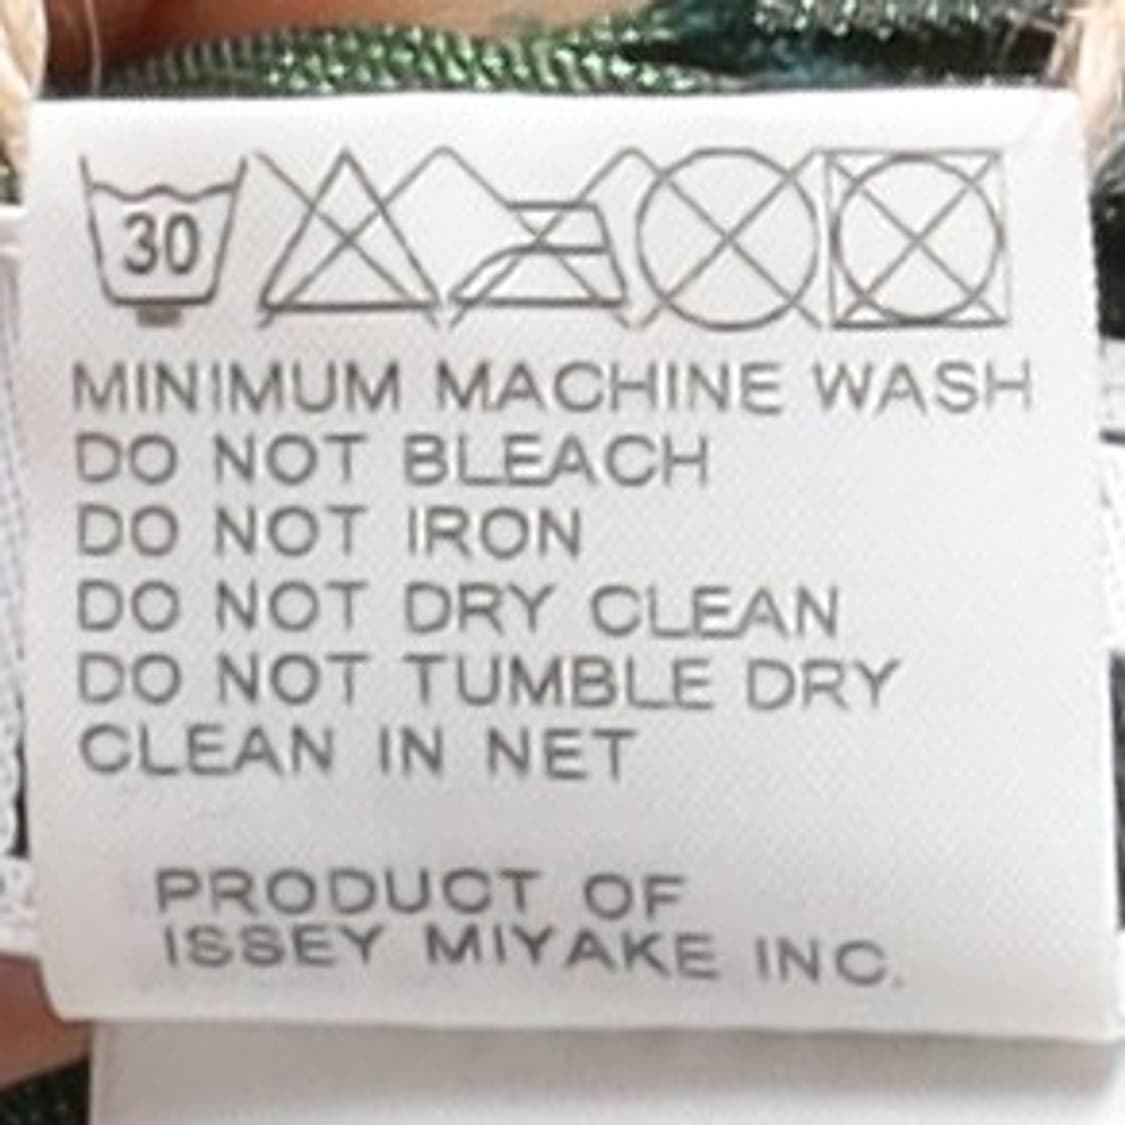 30
MINIMUM MACHINE WASH
DO NOT BLEACH
DO NOT IRON
DO NOT DRY CLEAN
DO NOT TUMBLE DRY
CLEAN IN NET
PRODUCT OF
ISSEY MIYAKE INC.